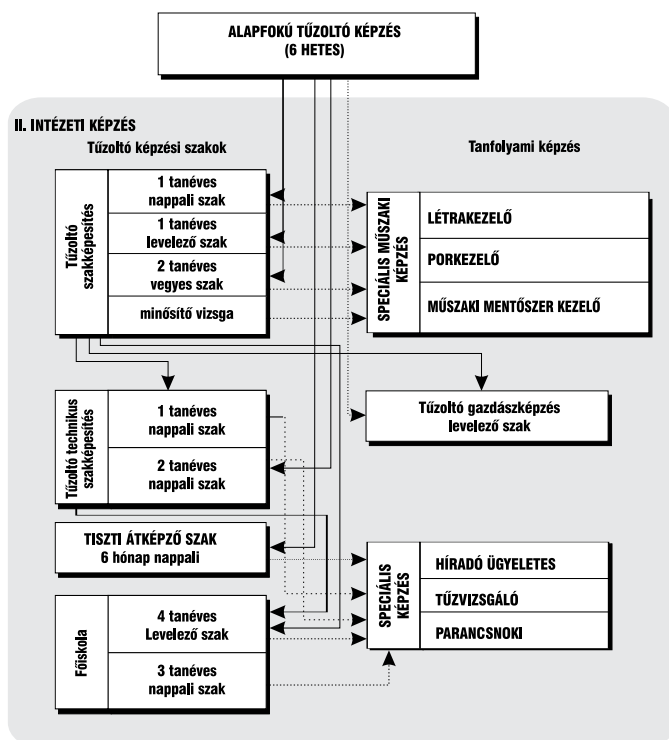 ALAPFOKÚ TŰZOLTÓ KÉPZÉS
(6 HETES)
II. INTÉZETI KÉPZÉS
Tűzoltó képzési szakok
Tanfolyami képzés
Tűzoltó
szakképesítés
1 tanéves
nappali szak
1 tanéves
levelező szak
2 tanéves
vegyes szak
minősítő vizsga
SPECIÁLIS MŰSZAKI
KÉPZÉS
LÉTRAKEZELŐ
PORKEZELŐ
MŰSZAKI MENTŐSZER KEZELŐ
Tűzoltó technikus
szakképesítés
1 tanéves
nappali szak
2 tanéves
nappali szak
Tűzoltó gazdászképzés
levelező szak
TISZTI ÁTKÉPZŐ SZAK
6 hónap nappali
Főiskola
4 tanéves
Levelező szak
3 tanéves
nappali szak
SPECIÁLIS
KÉPZÉS
HÍRADÓ ÜGYELETES
TŰZVIZSGÁLÓ
PARANCSNOKI